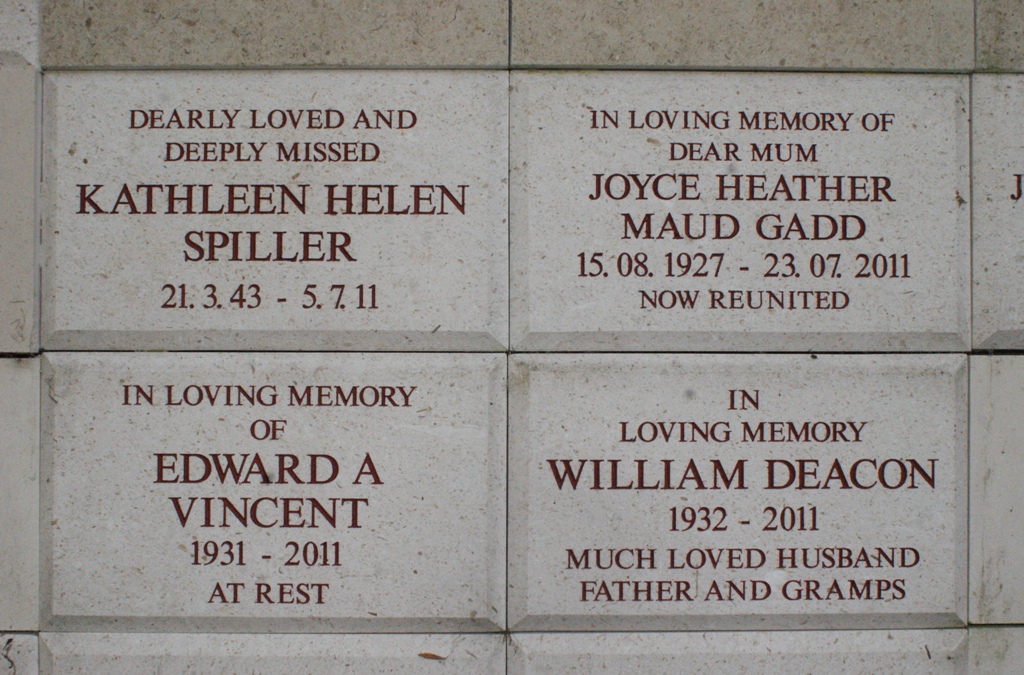 DEARLY LOVED AND
DEEPLY MISSED
KATHLEEN HELEN
SPILLER
21. 3. 43 - 5. 7. 11
IN LOVING MEMORY OF
DEAR MUM
JOYCE HEATHER
MAUD GADD
15. 08. 1927 - 23. 07. 2011
NOW REUNITED
IN LOVING MEMORY
OF
EDWARD A
VINCENT
1931 - 2011
AT REST
IN
LOVING MEMORY
WILLIAM DEACON
1932 - 2011
MUCH LOVED HUSBAND
FATHER AND GRAMPS